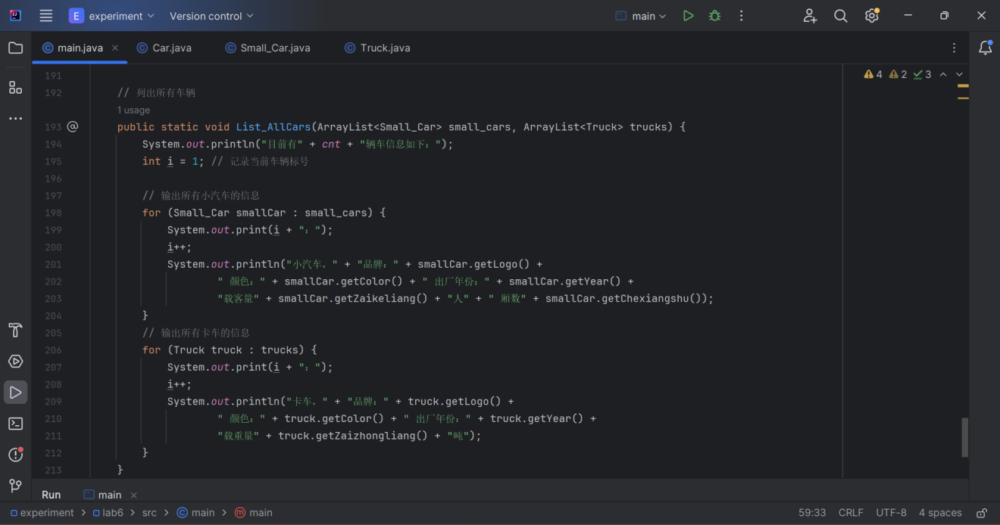 E experiment Version control main
main.java Car.java Small_Car.java Truck.java
4 2 3
191
192 // 列出所有车辆
1 usage
193 @ public static void List_AllCars(ArrayList<Small_Car> small_cars, ArrayList<Truck> trucks) {
194 System.out.println("目前有" + cnt + "辆车信息如下：");
195 int i = 1; // 记录当前车辆标号
196
197 // 输出所有小汽车的信息
198 for (Small_Car smallCar : small_cars) {
199 System.out.print(i + "：");
200 i++;
201 System.out.println("小汽车，" + "品牌：" + smallCar.getLogo() +
202 " 颜色：" + smallCar.getColor() + " 出厂年份：" + smallCar.getYear() +
203 "载客量" + smallCar.getZaikeliang() + "人" + " 厢数" + smallCar.getChexiangshu());
204 }
205 // 输出所有卡车的信息
206 for (Truck truck : trucks) {
207 System.out.print(i + "：");
208 i++;
209 System.out.println("卡车，" + "品牌：" + truck.getLogo() +
210 " 颜色：" + truck.getColor() + " 出厂年份：" + truck.getYear() +
211 "载重量" + truck.getZaizhongliang() + "吨");
212 }
213 }
Run main
experiment > lab6 > src > main > main 59:33 CRLF UTF-8 4 spaces